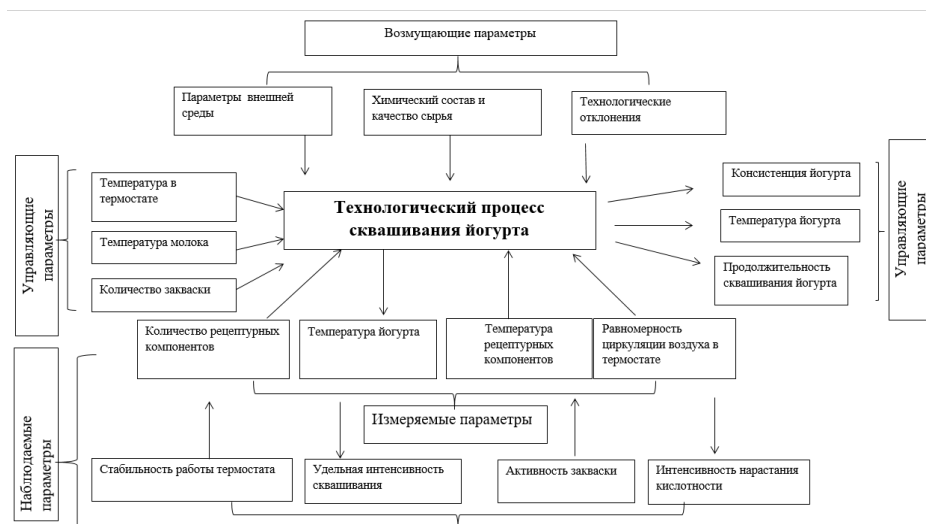 Возмущающие параметры
Параметры внешней
среды
Химический состав и
качество сырья
Технологические
отклонения
Управляющие
параметры
Температура в
термостате
Температура молока
Количество закваски
Технологический процесс
сквашивания йогурта
Консистенция йогурта
Температура йогурта
Продолжительность
сквашивания йогурта
Управляющие
параметры
Количество рецептурных
компонентов
Температура йогурта
Температура
рецептурных
компонентов
Равномерность
циркуляции воздуха в
термостате
Измеряемые параметры
Наблюдаемые
параметры
Стабильность работы термостата
Удельная интенсивность
сквашивания
Активность закваски
Интенсивность нарастания
кислотности